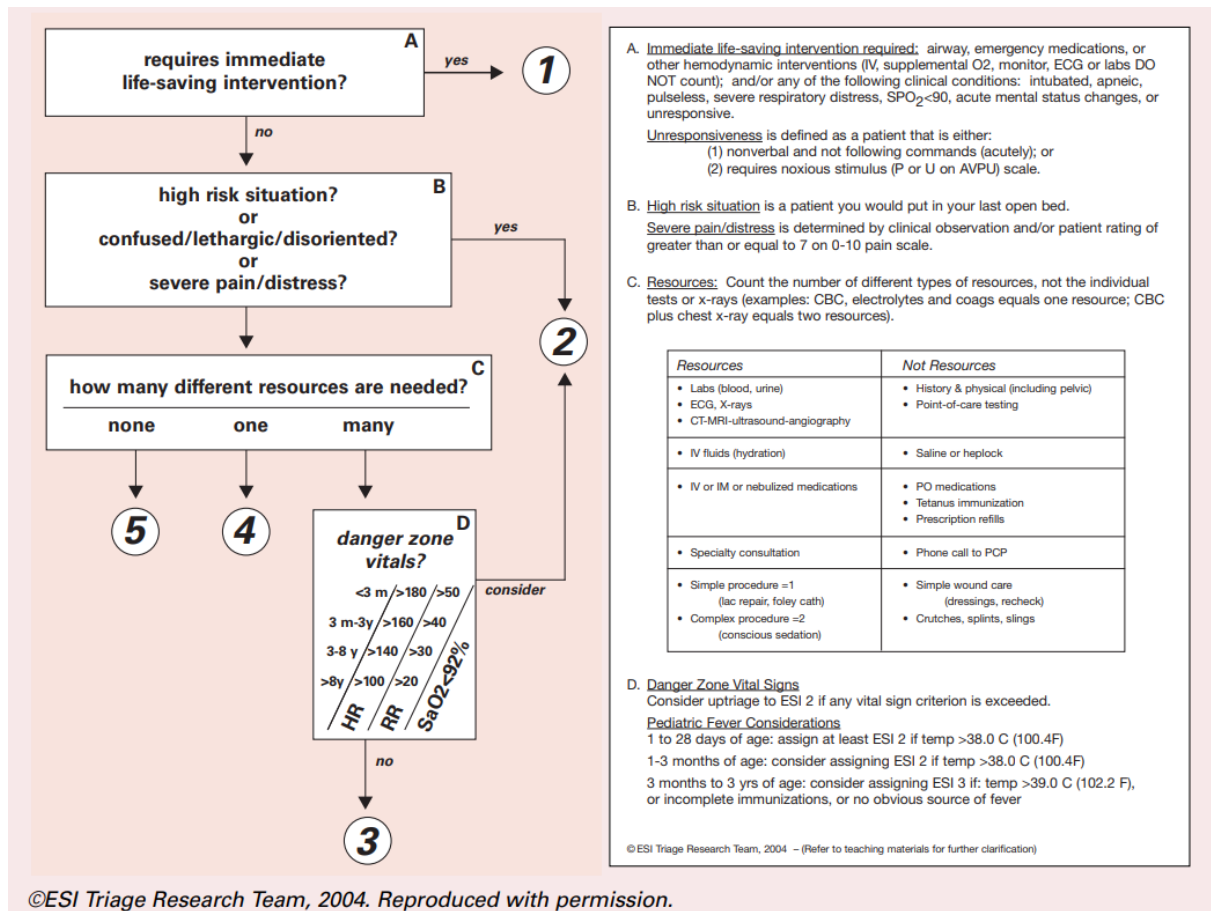 A
requires immediate
life-saving intervention?
yes
1
no
B
high risk situation?
or
confused/lethargic/disoriented?
or
severe pain/distress?
yes
2
C
how many different resources are needed?
none one many
5 4
D
danger zone
vitals?
consider
<3 m >180 >50
3 m-3y >160 >40
3-8 y >140 >30
>8y >100 >20
HR RR SaO2<92%
no
3
A. Immediate life-saving intervention required: airway, emergency medications, or
other hemodynamic interventions (IV, supplemental O2, monitor, ECG or labs DO
NOT count); and/or any of the following clinical conditions: intubated, apneic,
pulseless, severe respiratory distress, SPO2<90, acute mental status changes, or
unresponsive.
Unresponsiveness is defined as a patient that is either:
(1) nonverbal and not following commands (acutely); or
(2) requires noxious stimulus (P or U on AVPU) scale.
B. High risk situation is a patient you would put in your last open bed.
Severe pain/distress is determined by clinical observation and/or patient rating of
greater than or equal to 7 on 0-10 pain scale.
C. Resources: Count the number of different types of resources, not the individual
tests or x-rays (examples: CBC, electrolytes and coags equals one resource; CBC
plus chest x-ray equals two resources).
Resources Not Resources
• Labs (blood, urine) • History & physical (including pelvic)
• ECG, X-rays • Point-of-care testing
• CT-MRI-ultrasound-angiography
• IV fluids (hydration) • Saline or heplock
• IV or IM or nebulized medications • PO medications
• Tetanus immunization
• Prescription refills
• Specialty consultation • Phone call to PCP
• Simple procedure =1 • Simple wound care
(lac repair, foley cath) (dressings, recheck)
• Complex procedure =2 • Crutches, splints, slings
(conscious sedation)
D. Danger Zone Vital Signs
Consider uptriage to ESI 2 if any vital sign criterion is exceeded.
Pediatric Fever Considerations
1 to 28 days of age: assign at least ESI 2 if temp >38.0 C (100.4F)
1-3 months of age: consider assigning ESI 2 if temp >38.0 C (100.4F)
3 months to 3 yrs of age: consider assigning ESI 3 if: temp >39.0 C (102.2 F),
or incomplete immunizations, or no obvious source of fever
© ESI Triage Research Team, 2004 – (Refer to teaching materials for further clarification)
©ESI Triage Research Team, 2004. Reproduced with permission.